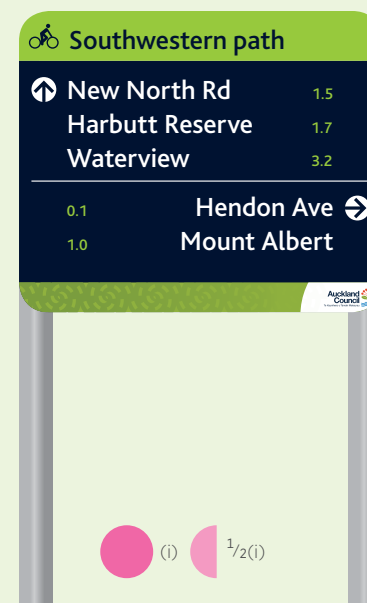 Southwestern path
New North Rd 1.5
Harbutt Reserve 1.7
Waterview 3.2
0.1 Hendon Ave
1.0 Mount Albert
Auckland
Council
(i) 1/2(i)